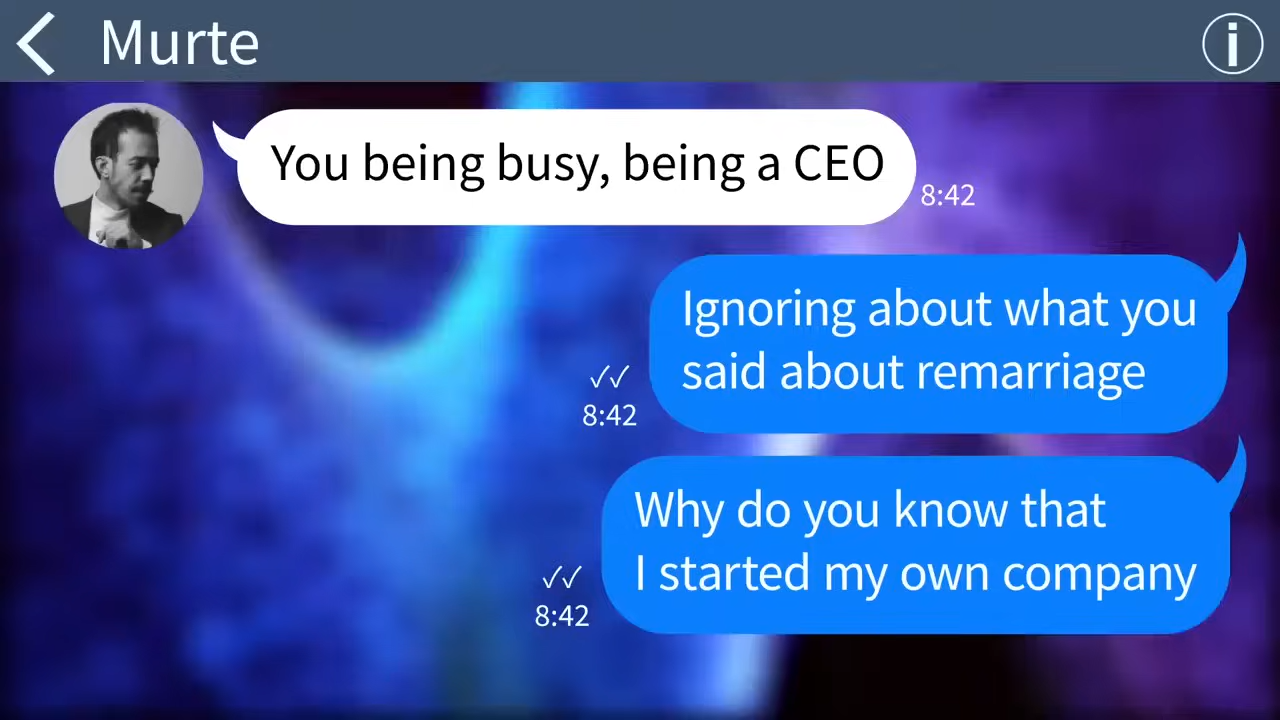 Murte
You being busy, being a CEO
8:42
Ignoring about what you
said about remarriage
✓✓
8:42
Why do you know that
I started my own company
✓✓
8:42